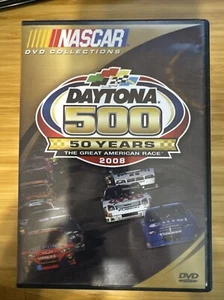 NASCAR
DVD COLLECTIONS
DAYTONA
500
50 YEARS
THE GREAT AMERICAN RACE
2008
DVD